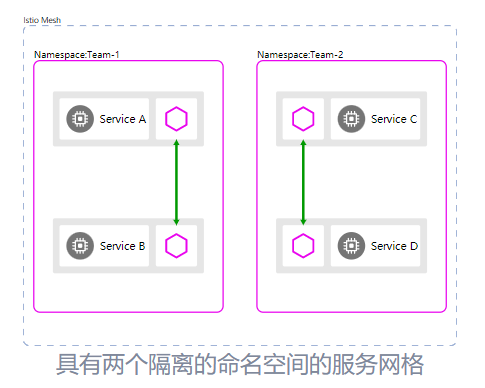 Istio Mesh
Namespace:Team-1
Namespace:Team-2
Service A
Service C
Service B
Service D
具有两个隔离的命名空间的服务网格